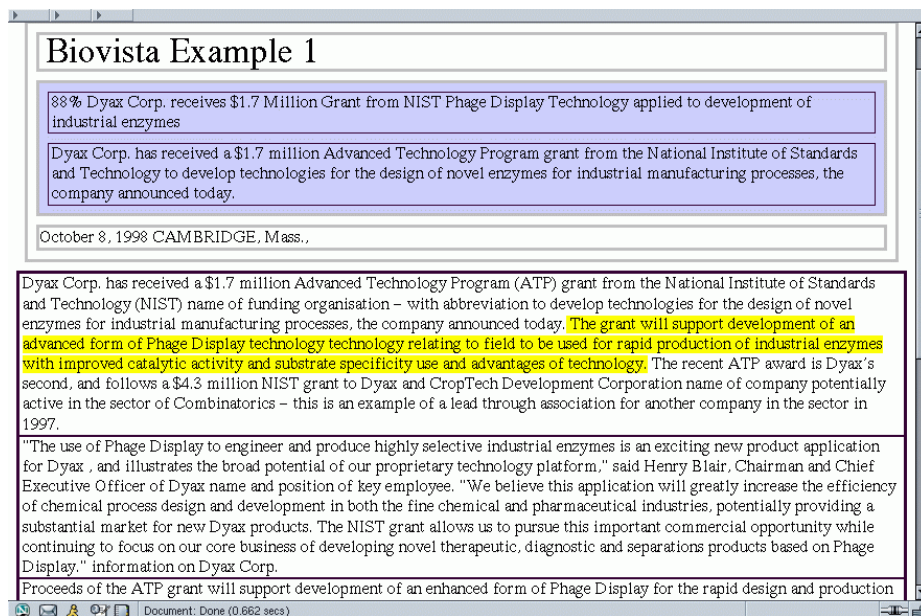 Biovista Example 1
88% Dyax Corp. receives $1.7 Million Grant from NIST Phage Display Technology applied to development of
industrial enzymes
Dyax Corp. has received a $1.7 million Advanced Technology Program grant from the National Institute of Standards
and Technology to develop technologies for the design of novel enzymes for industrial manufacturing processes, the
company announced today.
October 8, 1998 CAMBRIDGE, Mass.,
Dyax Corp. has received a $1.7 million Advanced Technology Program (ATP) grant from the National Institute of Standards
and Technology (NIST) name of funding organisation – with abbreviation to develop technologies for the design of novel
enzymes for industrial manufacturing processes, the company announced today. The grant will support development of an
advanced form of Phage Display technology technology relating to field to be used for rapid production of industrial enzymes
with improved catalytic activity and substrate specificity use and advantages of technology. The recent ATP award is Dyax's
second, and follows a $4.3 million NIST grant to Dyax and CropTech Development Corporation name of company potentially
active in the sector of Combinatorics – this is an example of a lead through association for another company in the sector in
1997.
"The use of Phage Display to engineer and produce highly selective industrial enzymes is an exciting new product application
for Dyax , and illustrates the broad potential of our proprietary technology platform," said Henry Blair, Chairman and Chief
Executive Officer of Dyax name and position of key employee. "We believe this application will greatly increase the efficiency
of chemical process design and development in both the fine chemical and pharmaceutical industries, potentially providing a
substantial market for new Dyax products. The NIST grant allows us to pursue this important commercial opportunity while
continuing to focus on our core business of developing novel therapeutic, diagnostic and separations products based on Phage
Display." information on Dyax Corp.
Proceeds of the ATP grant will support development of an enhanced form of Phage Display for the rapid design and production
Document: Done (0.662 secs)